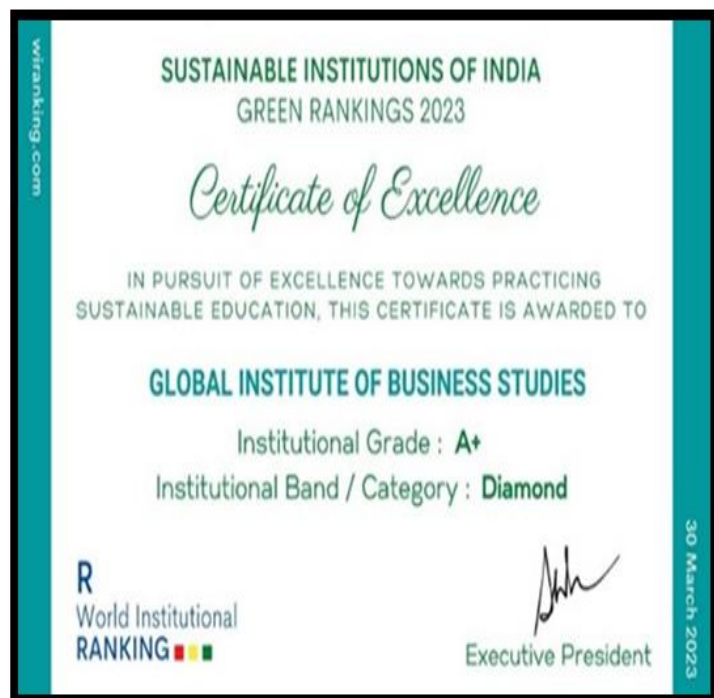 wiranking.com
SUSTAINABLE INSTITUTIONS OF INDIA
GREEN RANKINGS 2023
Certificate of Excellence
IN PURSUIT OF EXCELLENCE TOWARDS PRACTICING
SUSTAINABLE EDUCATION, THIS CERTIFICATE IS AWARDED TO
GLOBAL INSTITUTE OF BUSINESS STUDIES
Institutional Grade : A+
Institutional Band / Category : Diamond
R
World Institutional
RANKING
Executive President
30 March 2023